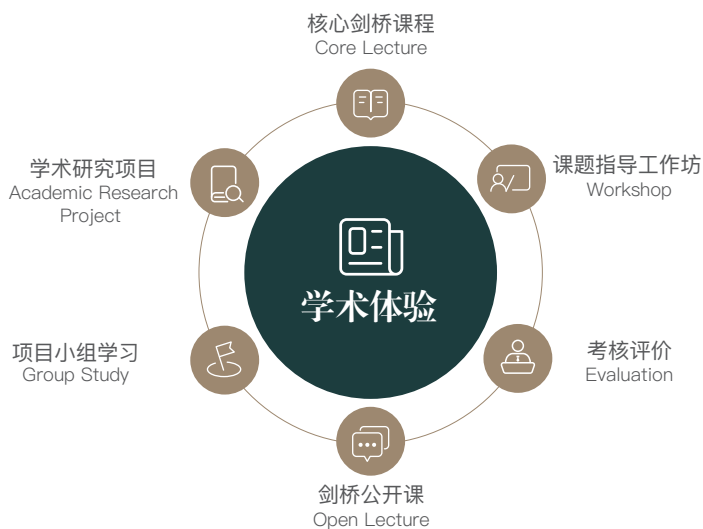 核心剑桥课程
Core Lecture
课题指导工作坊
Workshop
考核评价
Evaluation
剑桥公开课
Open Lecture
项目小组学习
Group Study
学术研究项目
Academic Research
Project
学术体验